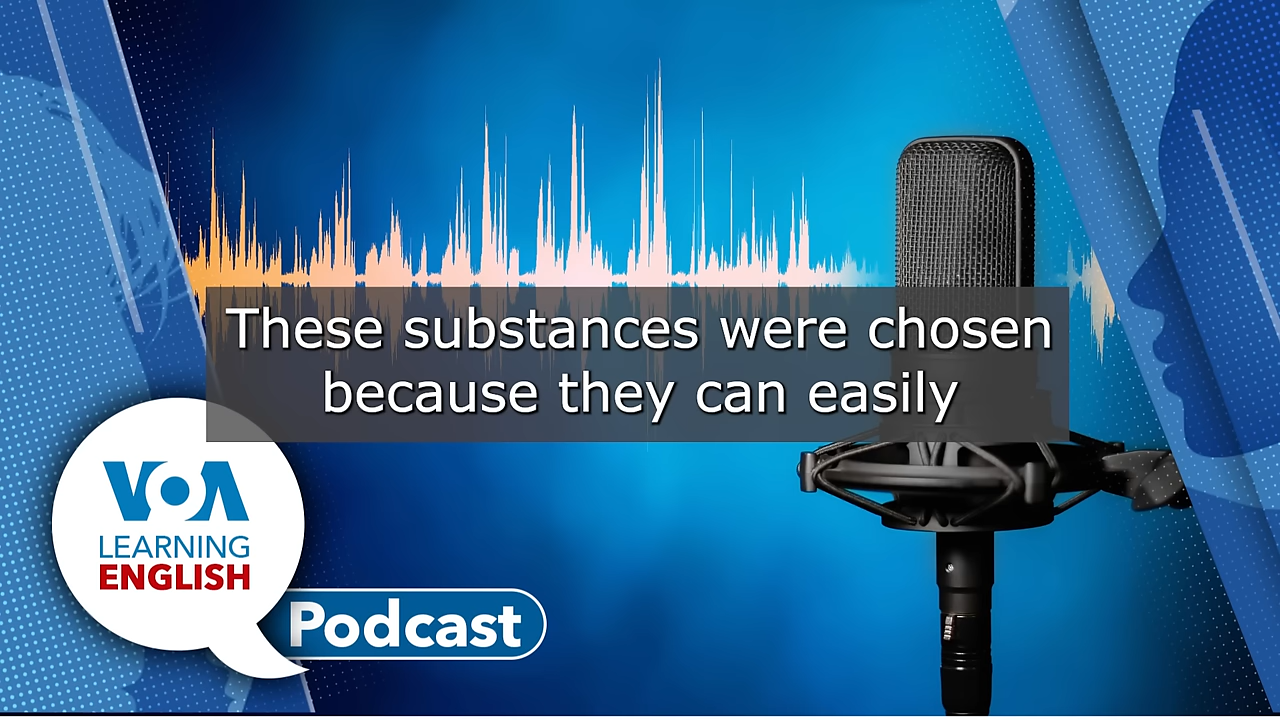 These substances were chosen
because they can easily
VOA
LEARNING
ENGLISH
Podcast